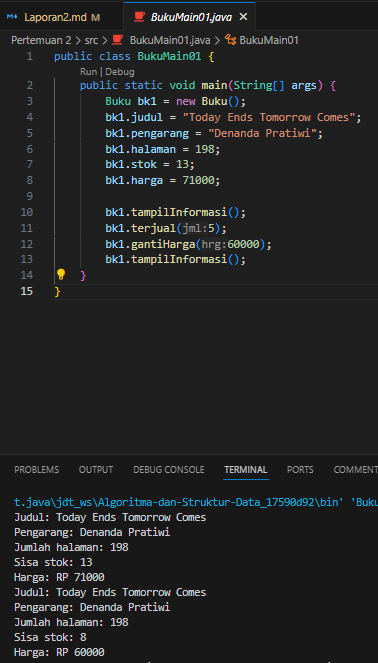 Laporan2.md M BukuMain01.java ×
Pertemuan 2 > src > BukuMain01.java > BukuMain01
1 public class BukuMain01 {
Run | Debug
2 public static void main(String[] args) {
3 Buku bk1 = new Buku();
4 bk1.judul = "Today Ends Tomorrow Comes";
5 bk1.pengarang = "Denanda Pratiwi";
6 bk1.halaman = 198;
7 bk1.stok = 13;
8 bk1.harga = 71000;
9
10 bk1.tampilInformasi();
11 bk1.terjual(jml:5);
12 bk1.gantiHarga(hrg:60000);
13 bk1.tampilInformasi();
14 }
15 }
PROBLEMS OUTPUT DEBUG CONSOLE TERMINAL PORTS COMMENT
t.java\jdt_ws\Algoritma-dan-Struktur-Data_17590d92\bin' 'Buku
Judul: Today Ends Tomorrow Comes
Pengarang: Denanda Pratiwi
Jumlah halaman: 198
Sisa stok: 13
Harga: RP 71000
Judul: Today Ends Tomorrow Comes
Pengarang: Denanda Pratiwi
Jumlah halaman: 198
Sisa stok: 8
Harga: RP 60000